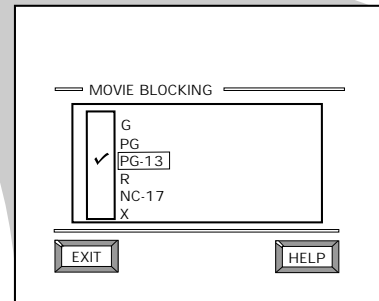 MOVIE BLOCKING
G
PG
✓ PG-13
R
NC-17
X
EXIT HELP